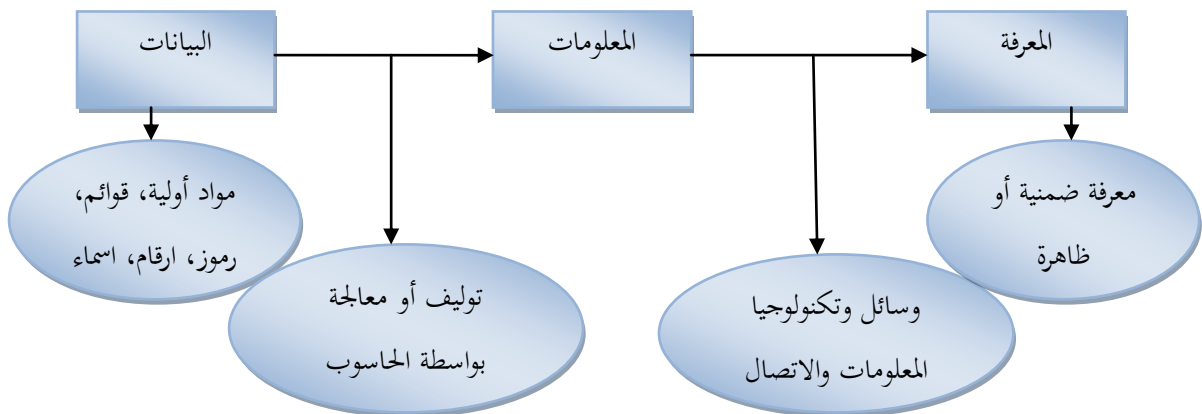 البيانات
المعلومات
المعرفة
مواد أولية، قوائم،
رموز، ارقام، اسماء
توليف أو معالجة
بواسطة الحاسوب
وسائل وتكنولوجيا
المعلومات والاتصال
معرفة ضمنية أو
ظاهرة